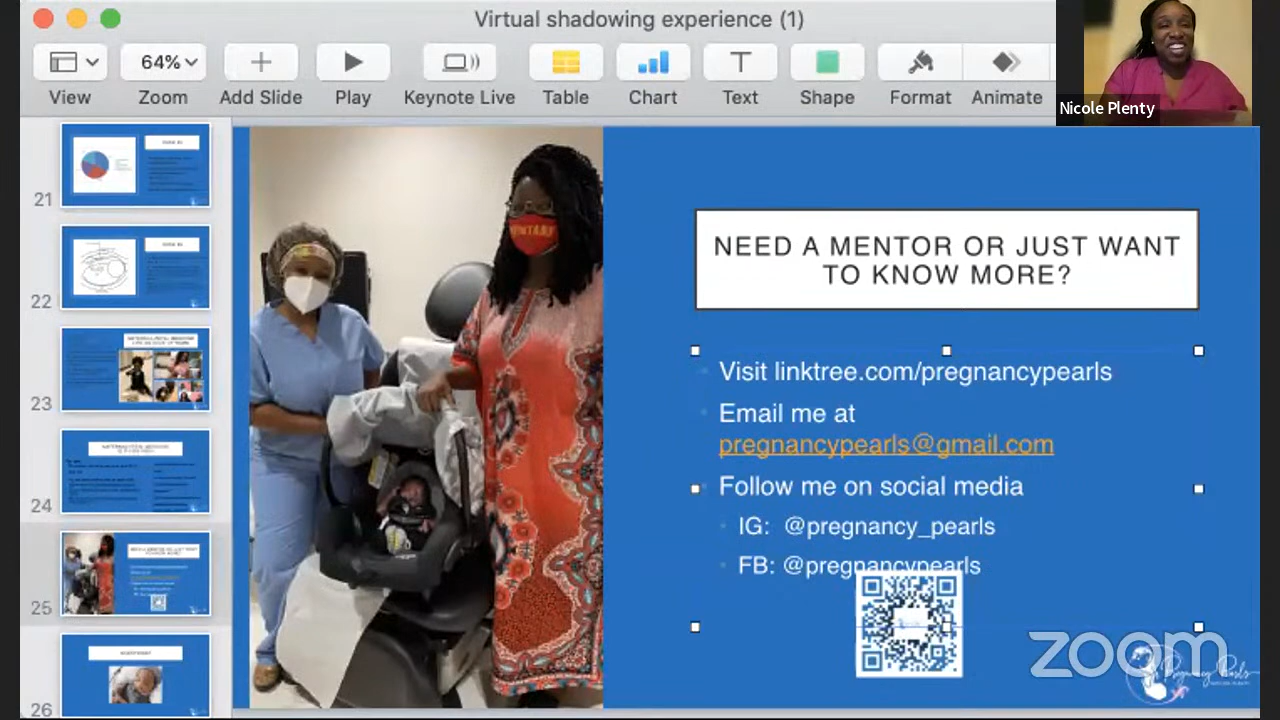 Virtual shadowing experience (1)
64%
View
Zoom
Add Slide
Play
Keynote Live
Table
Chart
Text
Shape
Format
Animate
Nicole Plenty
21
22
23
24
25
26
NEED A MENTOR OR JUST WANT
TO KNOW MORE?
Visit linktree.com/pregnancypearls
Email me at
pregnancypearls@gmail.com
Follow me on social media
IG: @pregnancy_pearls
FB: @pregnancypearls
zoom
Pregnancy Pearls